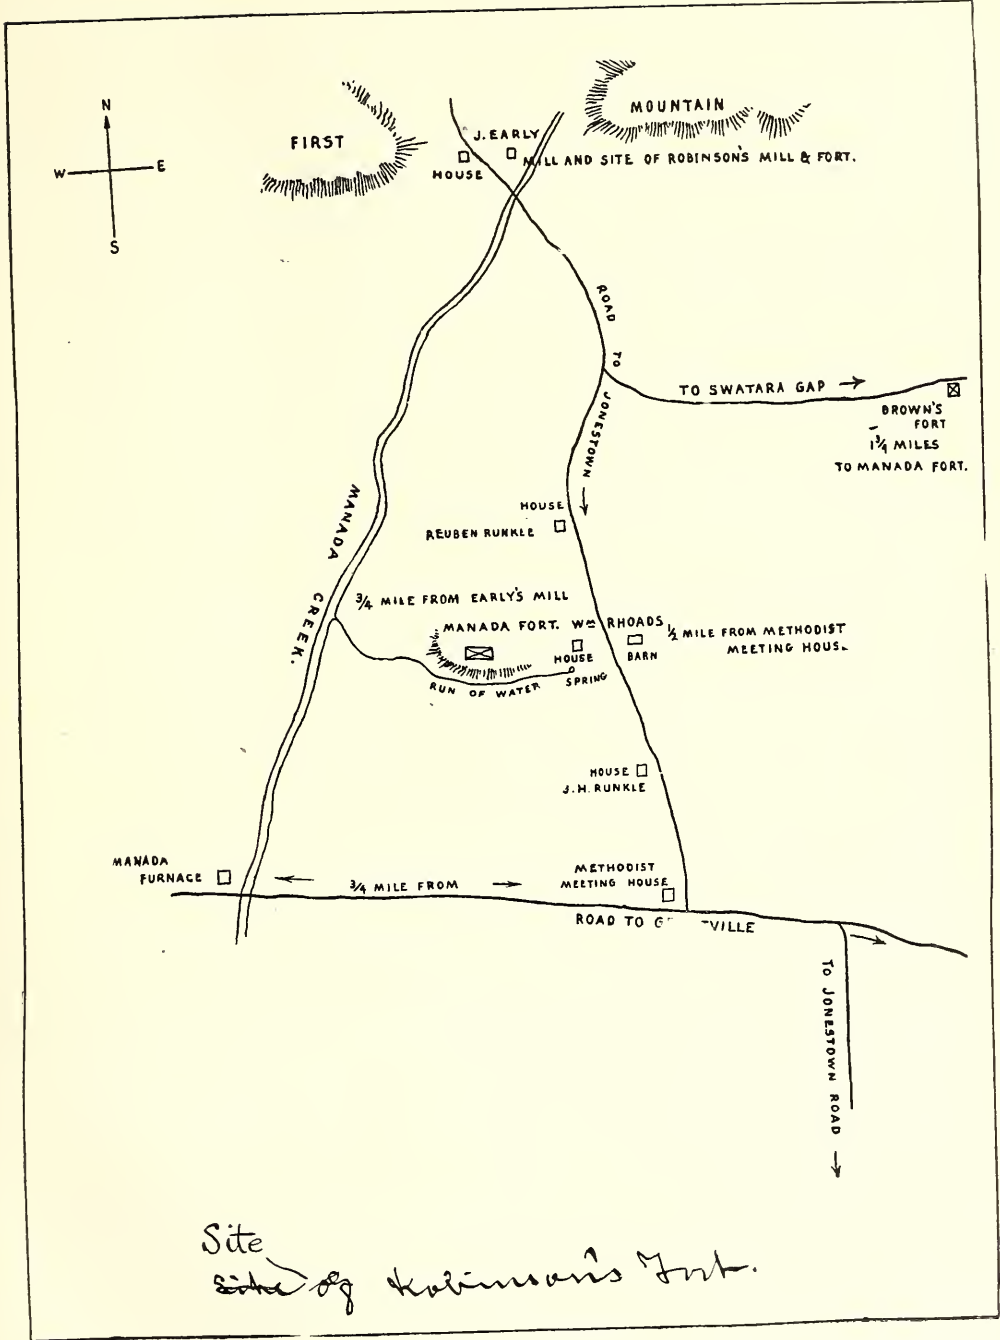 N
W E
S
FIRST
MOUNTAIN
J. EARLY
HOUSE
MILL AND SITE OF ROBINSON'S MILL & FORT.
ROAD TO JONESTOWN
TO SWATARA GAP
BROWN'S
FORT
1 3/4 MILES
TO MANADA FORT.
HOUSE
REUBEN RUNKLE
MANADA CREEK.
3/4 MILE FROM EARLY'S MILL
MANADA FORT.
Wm RHOADS
HOUSE
BARN
1/2 MILE FROM METHODIST
MEETING HOUS
SPRING
RUN OF WATER
HOUSE
J.H. RUNKLE
MANADA
FURNACE
3/4 MILE FROM
METHODIST
MEETING HOUSE
ROAD TO G VILLE
TO JONESTOWN ROAD
Site
Site of Robinson's Fort.